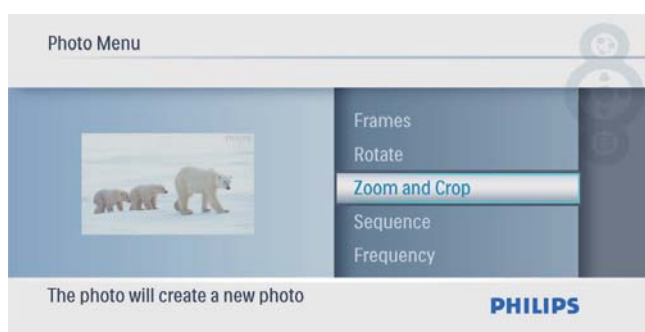 Photo Menu
Frames
Rotate
Zoom and Crop
Sequence
Frequency
The photo will create a new photo
PHILIPS